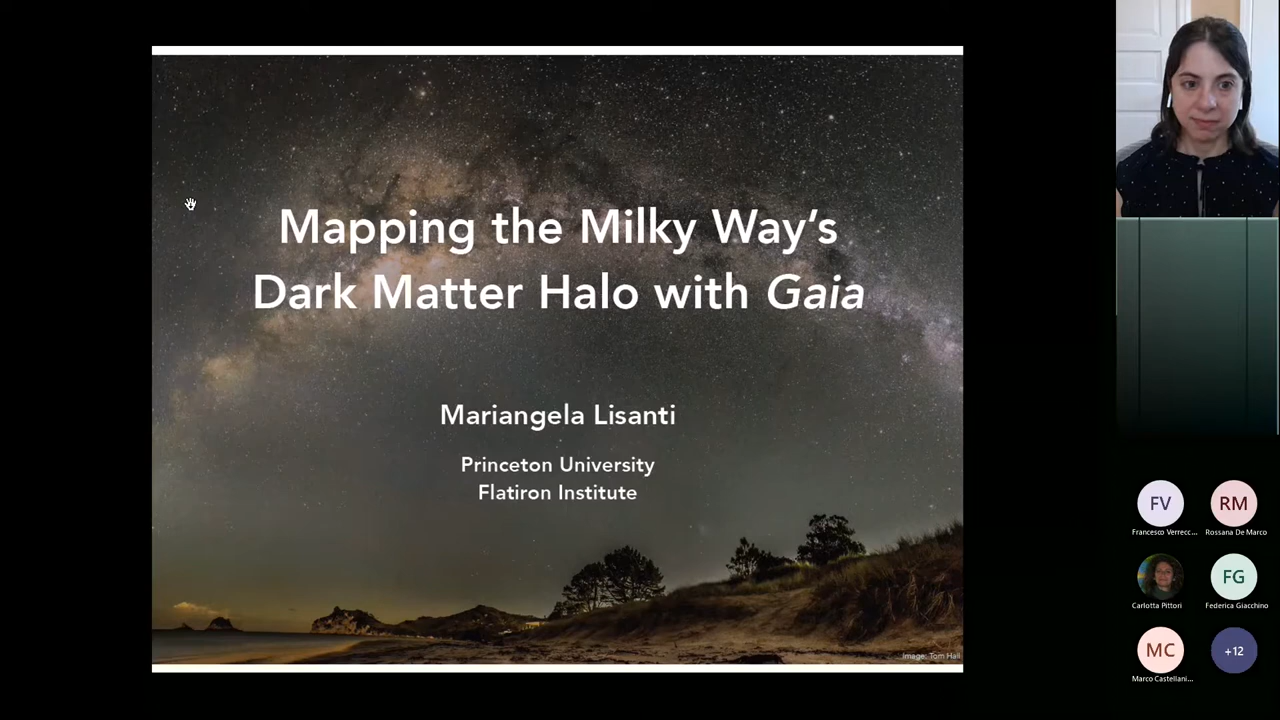 Mapping the Milky Way’s
Dark Matter Halo with Gaia
Mariangela Lisanti
Princeton University
Flatiron Institute
Image: Tom Hall
FV
RM
Francesco Verrecc...
Rossana De Marco
FG
Carlotta Pittori
Federica Giacchino
MC
+12
Marco Castellani...